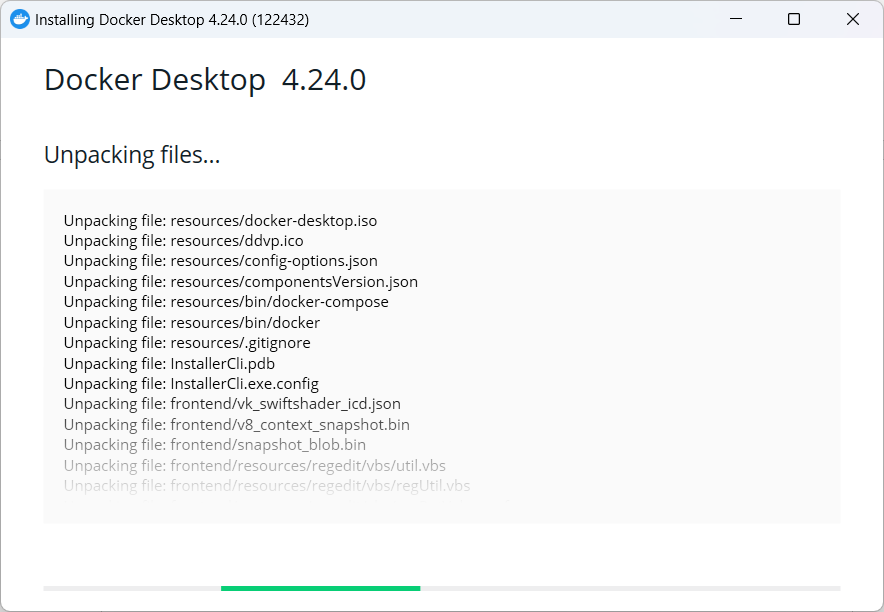 Installing Docker Desktop 4.24.0 (122432)
Docker Desktop 4.24.0
Unpacking files...
Unpacking file: resources/docker-desktop.iso
Unpacking file: resources/ddvp.ico
Unpacking file: resources/config-options.json
Unpacking file: resources/componentsVersion.json
Unpacking file: resources/bin/docker-compose
Unpacking file: resources/bin/docker
Unpacking file: resources/.gitignore
Unpacking file: InstallerCli.pdb
Unpacking file: InstallerCli.exe.config
Unpacking file: frontend/vk_swiftshader_icd.json
Unpacking file: frontend/v8_context_snapshot.bin
Unpacking file: frontend/snapshot_blob.bin
Unpacking file: frontend/resources/regedit/vbs/util.vbs
Unpacking file: frontend/resources/regedit/vbs/regUtil.vbs